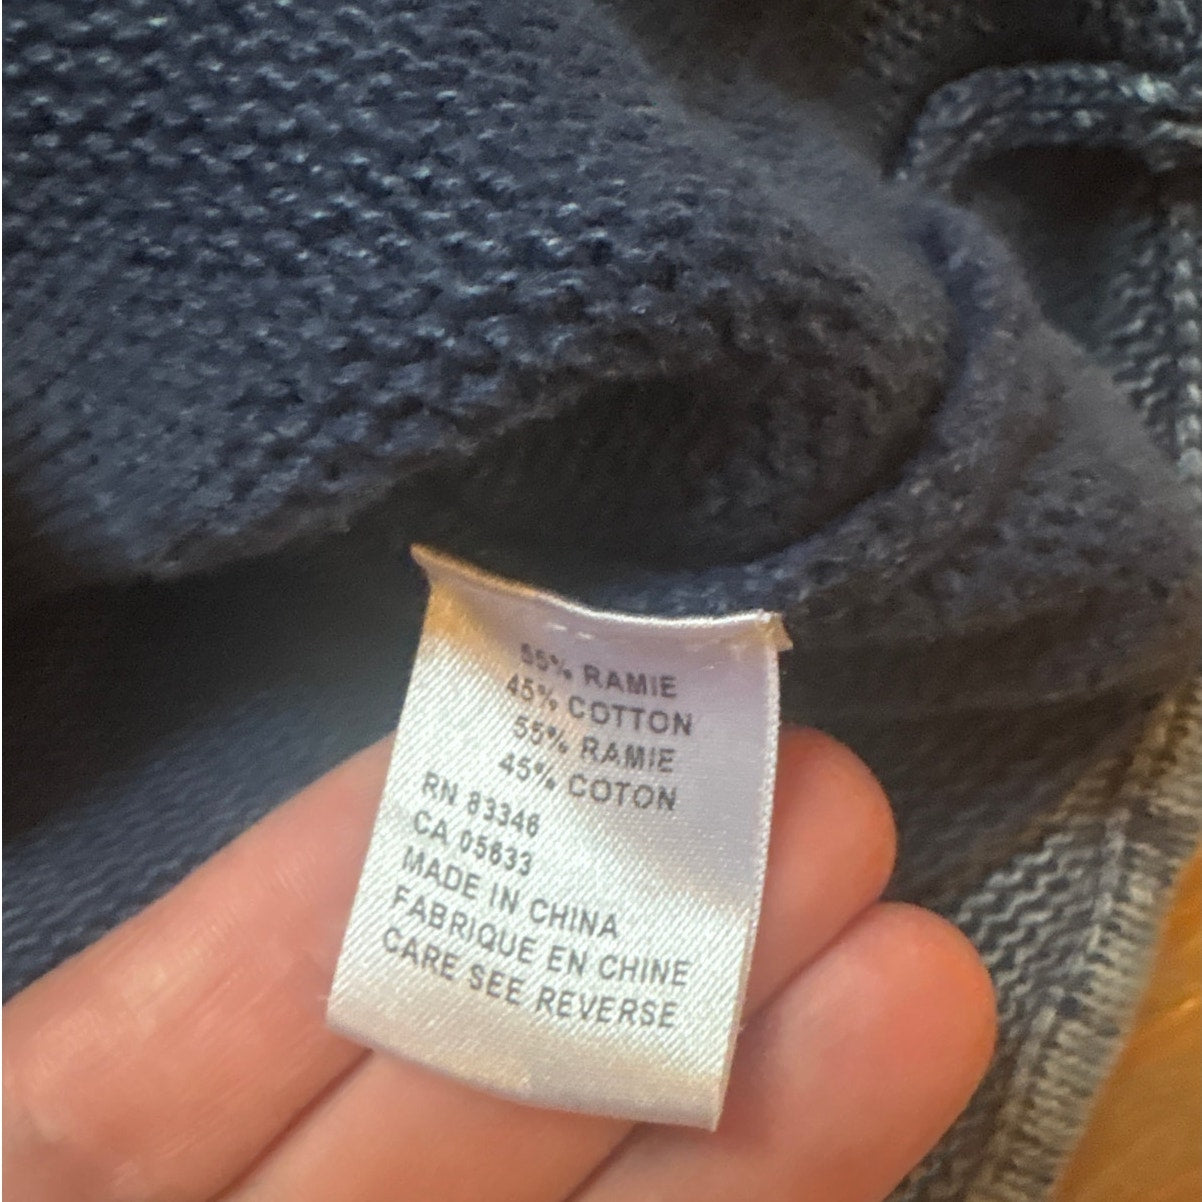 55% RAMIE
45% COTTON
55% RAMIE
45% COTON
RN 83346
CA 05633
MADE IN CHINA
FABRIQUE EN CHINE
CARE SEE REVERSE